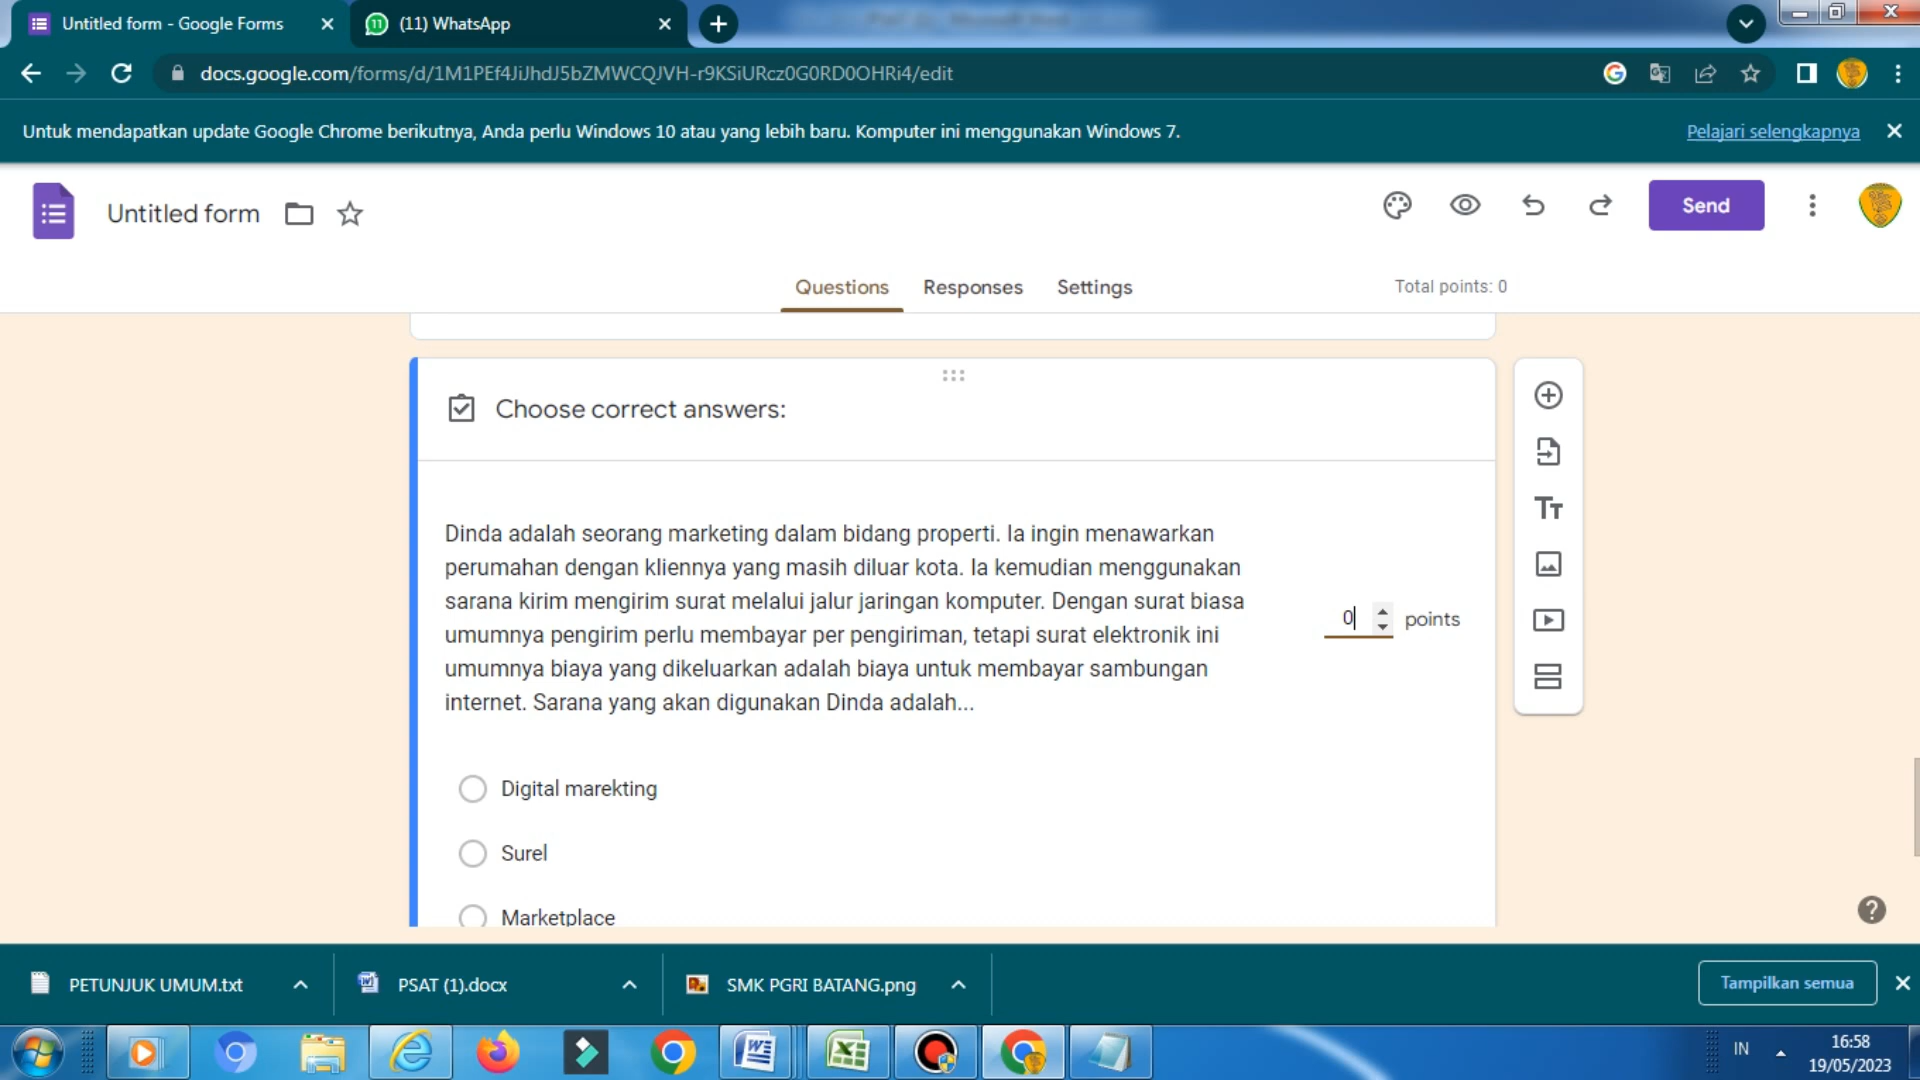 Untitled form - Google Forms
(11) WhatsApp
docs.google.com/forms/d/1M1PEf4JiJhdJ5bZMWCQJVH-r9KSiURcz0G0RD0OHRi4/edit
Untuk mendapatkan update Google Chrome berikutnya, Anda perlu Windows 10 atau yang lebih baru. Komputer ini menggunakan Windows 7.
Pelajari selengkapnya
Untitled form
Send
Questions
Responses
Settings
Total points: 0
Choose correct answers:
Dinda adalah seorang marketing dalam bidang properti. Ia ingin menawarkan
perumahan dengan kliennya yang masih diluar kota. Ia kemudian menggunakan
sarana kirim mengirim surat melalui jalur jaringan komputer. Dengan surat biasa
umumnya pengirim perlu membayar per pengiriman, tetapi surat elektronik ini
umumnya biaya yang dikeluarkan adalah biaya untuk membayar sambungan
internet. Sarana yang akan digunakan Dinda adalah...
0 points
Digital marekting
Surel
Marketplace
PETUNJUK UMUM.txt
PSAT (1).docx
SMK PGRI BATANG.png
Tampilkan semua
IN
16:58
19/05/2023